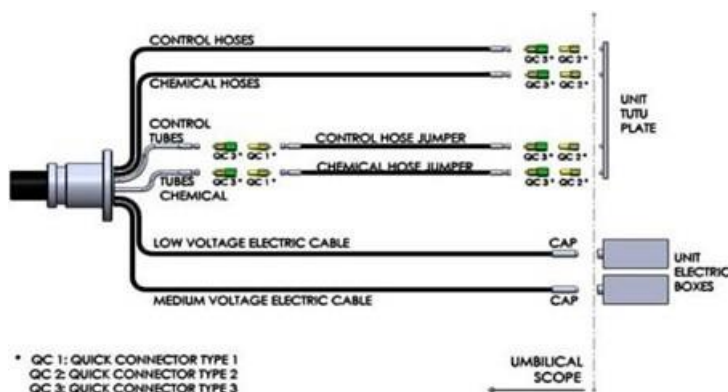 CONTROL HOSES
QC 3* QC 2*
CHEMICAL HOSES
QC 3* QC 2*
UNIT
TUTU
PLATE
CONTROL
TUBES
CONTROL HOSE JUMPER
QC 3* QC 1* QC 3* QC 2*
CHEMICAL HOSE JUMPER
TUBES
CHEMICAL
QC 3* QC 1* QC 3* QC 2*
LOW VOLTAGE ELECTRIC CABLE CAP
UNIT
ELECTRIC
BOXES
MEDIUM VOLTAGE ELECTRIC CABLE CAP
* QC 1: QUICK CONNECTOR TYPE 1
QC 2: QUICK CONNECTOR TYPE 2
QC 3: QUICK CONNECTOR TYPE 3
UMBILICAL
SCOPE